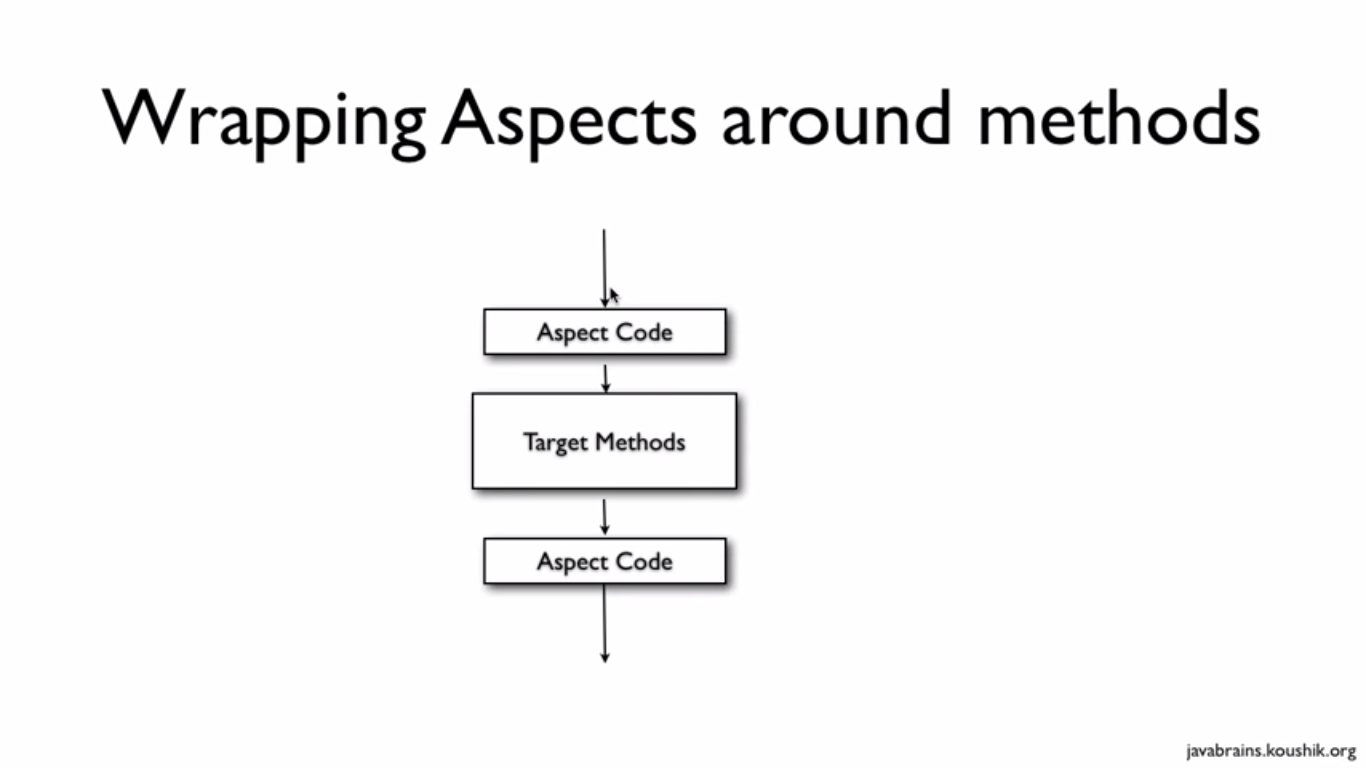 Wrapping Aspects around methods
Aspect Code
Target Methods
Aspect Code
javabrains.koushik.org